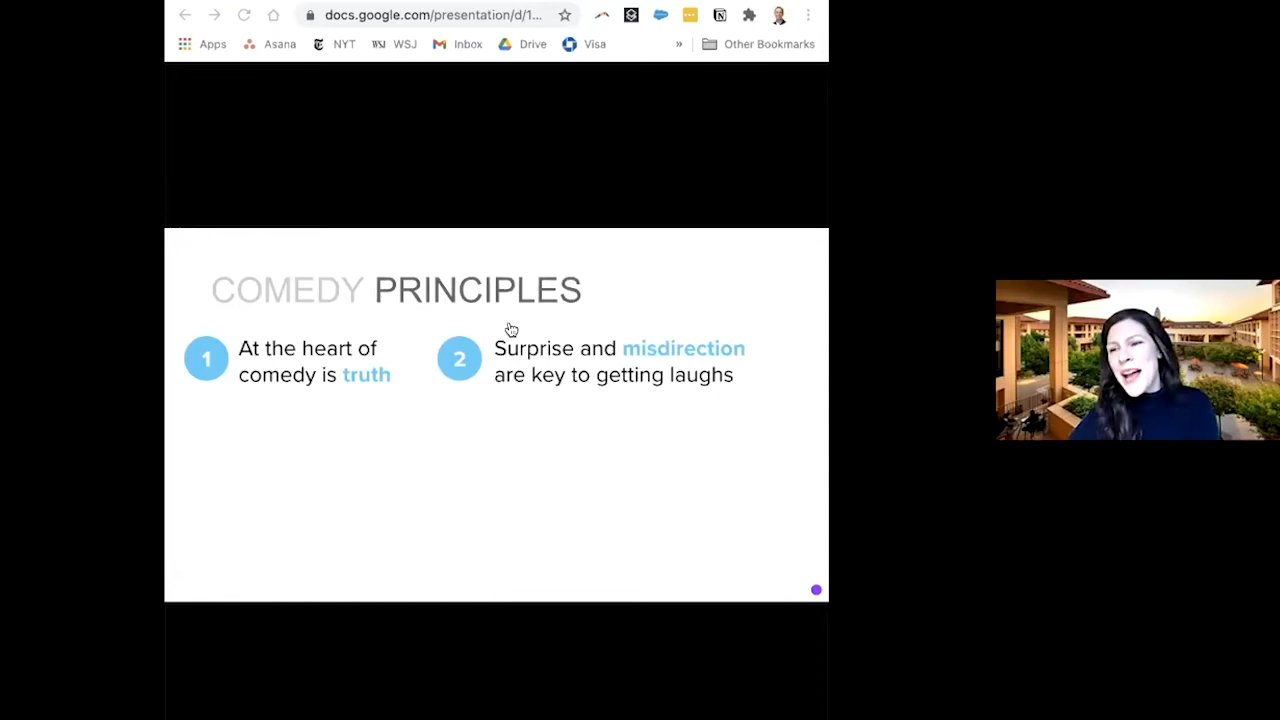 docs.google.com/presentation/d/1...
Apps Asana NYT WSJ WSJ Inbox Drive Visa » Other Bookmarks
COMEDY PRINCIPLES
1 At the heart of
comedy is truth
2 Surprise and misdirection
are key to getting laughs